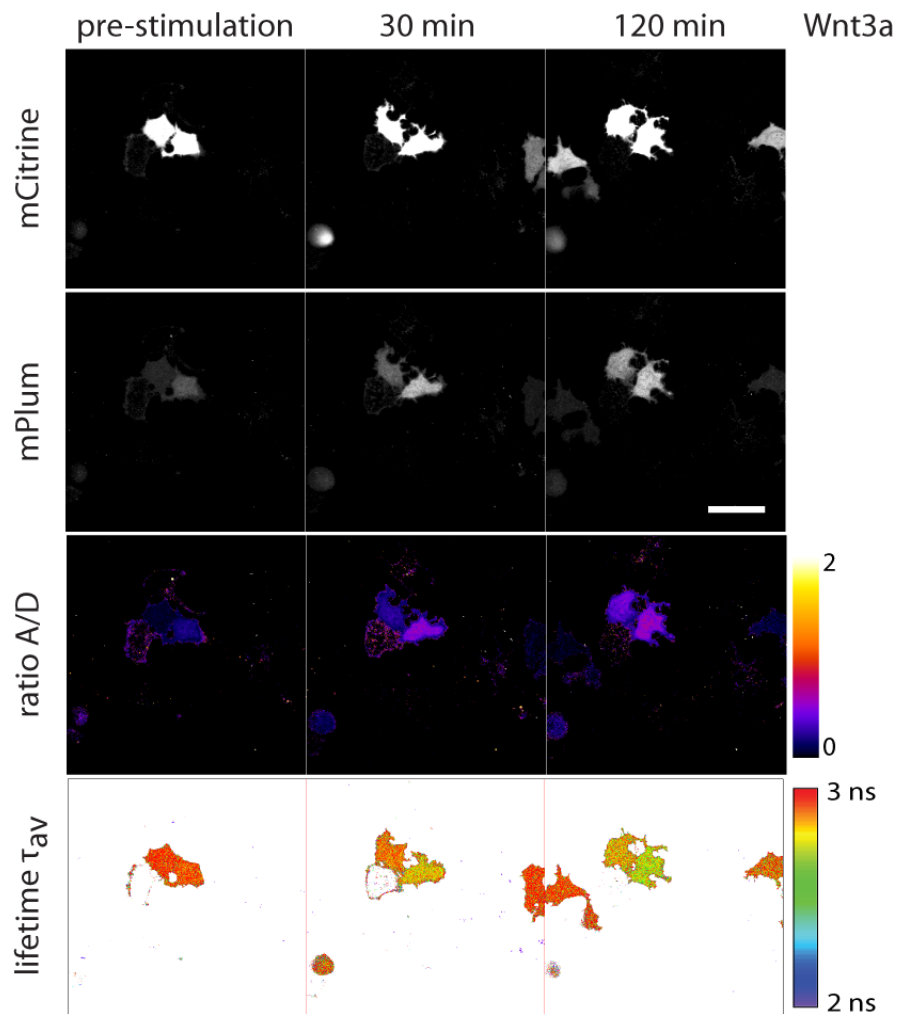 pre-stimulation 30 min 120 min Wnt3a
mCitrine
mPlum
ratio A/D
2
0
lifetime τav
3 ns
2 ns